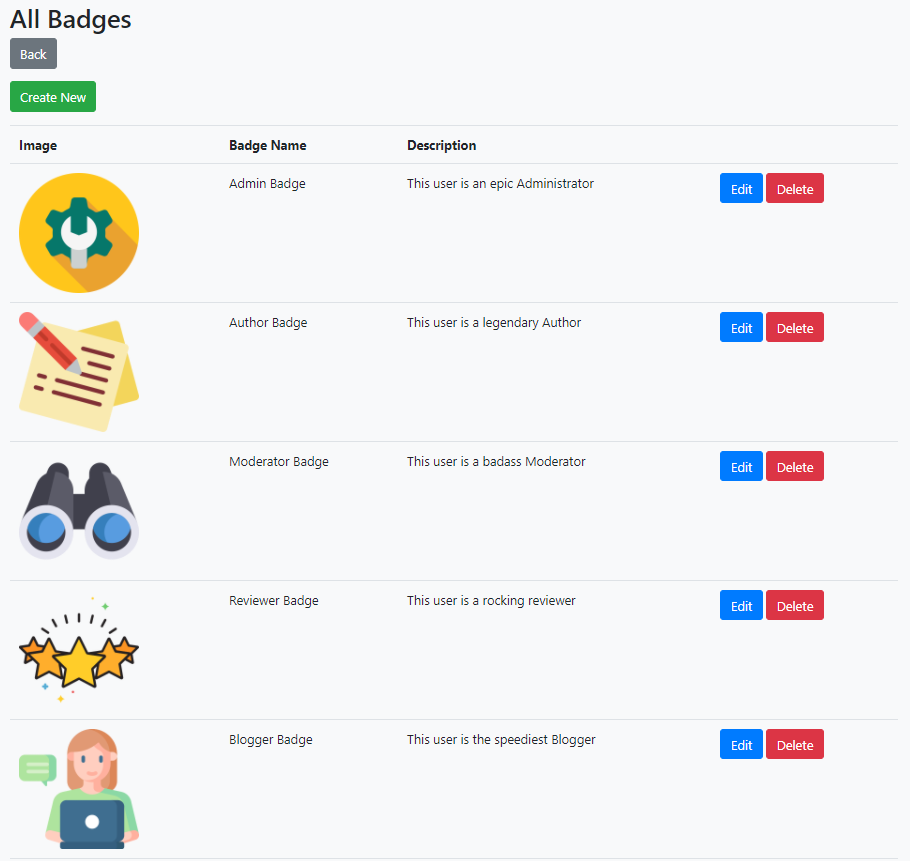 All Badges
Back
Create New
Image Badge Name Description
Admin Badge This user is an epic Administrator Edit Delete
Author Badge This user is a legendary Author Edit Delete
Moderator Badge This user is a badass Moderator Edit Delete
Reviewer Badge This user is a rocking reviewer Edit Delete
Blogger Badge This user is the speediest Blogger Edit Delete